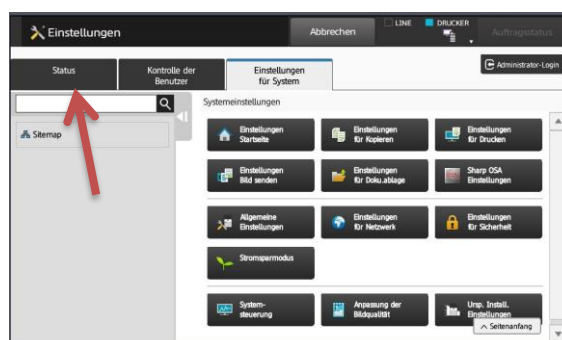 Einstellungen
Abbrechen
LINE
DRUCKER
Auftragsstatus
Status
Kontrolle der
Benutzer
Einstellungen
für System
Administrator-Login
Systemeinstellungen
Sitemap
Einstellungen
Startseite
Einstellungen
für Kopieren
Einstellungen
für Drucken
Einstellungen
Bild senden
Einstellungen
für Doku.ablage
Sharp OSA
Einstellungen
Allgemeine
Einstellungen
Einstellungen
für Netzwerk
Einstellungen
für Sicherheit
Stromsparmodus
System-
steuerung
Anpassung der
Bildqualität
Ursp. Install.
Einstellungen
Seitenanfang